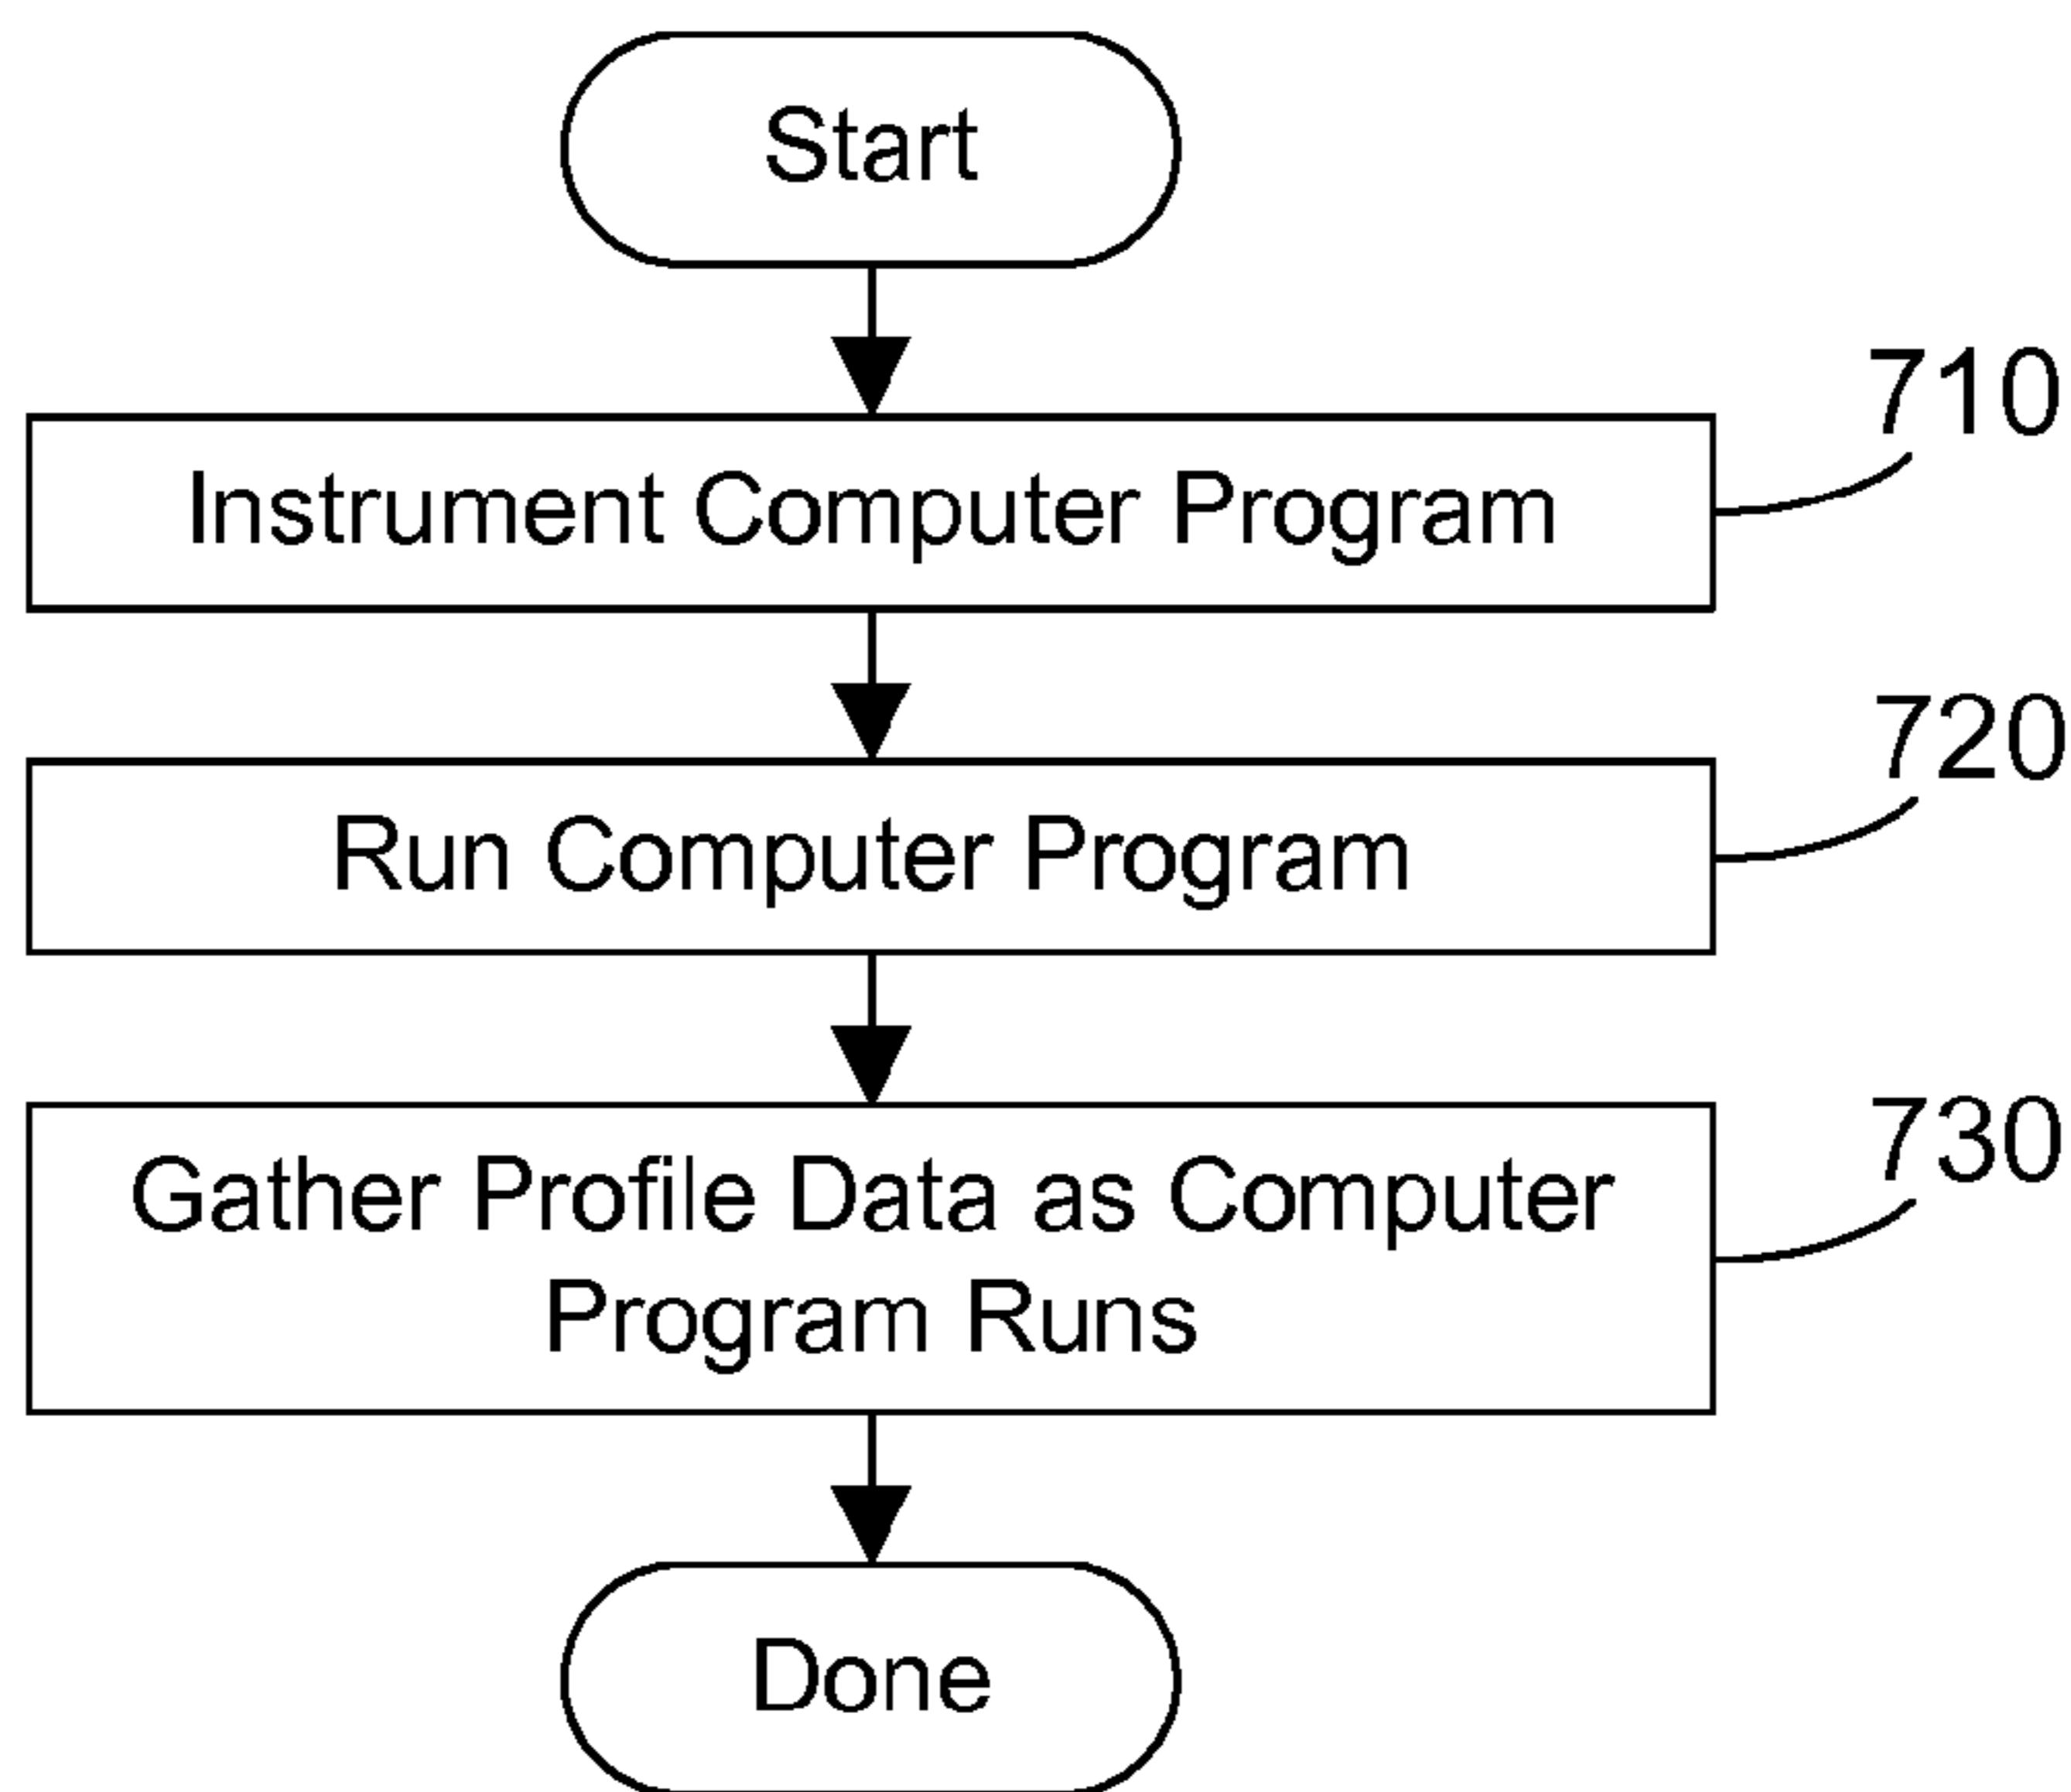 Start
710
Instrument Computer Program
720
Run Computer Program
730
Gather Profile Data as Computer
Program Runs
Done